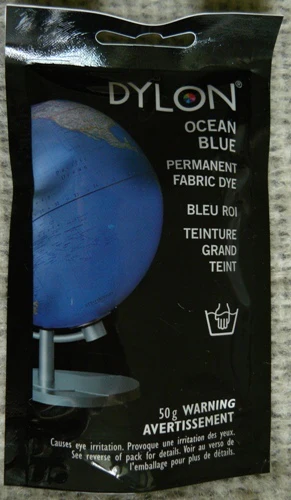 DYLON®
OCEAN
BLUE
PERMANENT
FABRIC DYE
BLEU ROI
TEINTURE
GRAND
TEINT
50g WARNING
AVERTISSEMENT
Causes eye irritation. Provoque une irritation des yeux.
See reverse of pack for details. Voir au verso de
l'emballage pour plus de détails.